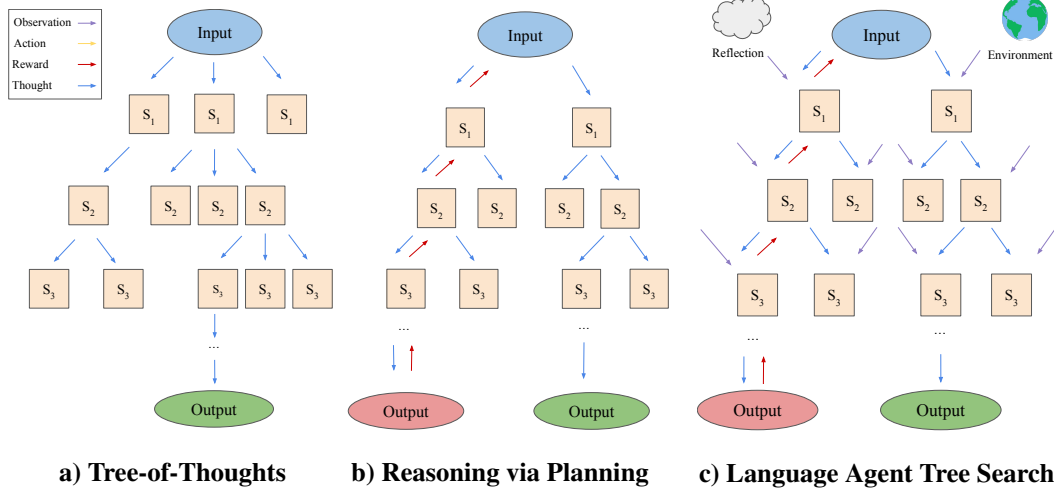 Observation
Action
Reward
Thought
Input
S1 S1 S1
S2 S2 S2 S2
S3 S3 S3 S3 S3
...
Output
a) Tree-of-Thoughts
Input
S1 S1
S2 S2 S2 S2
S3 S3 S3 S3
... ...
Output Output
b) Reasoning via Planning
Reflection
Input
Environment
S1 S1
S2 S2 S2 S2
S3 S3 S3 S3
... ...
Output Output
c) Language Agent Tree Search